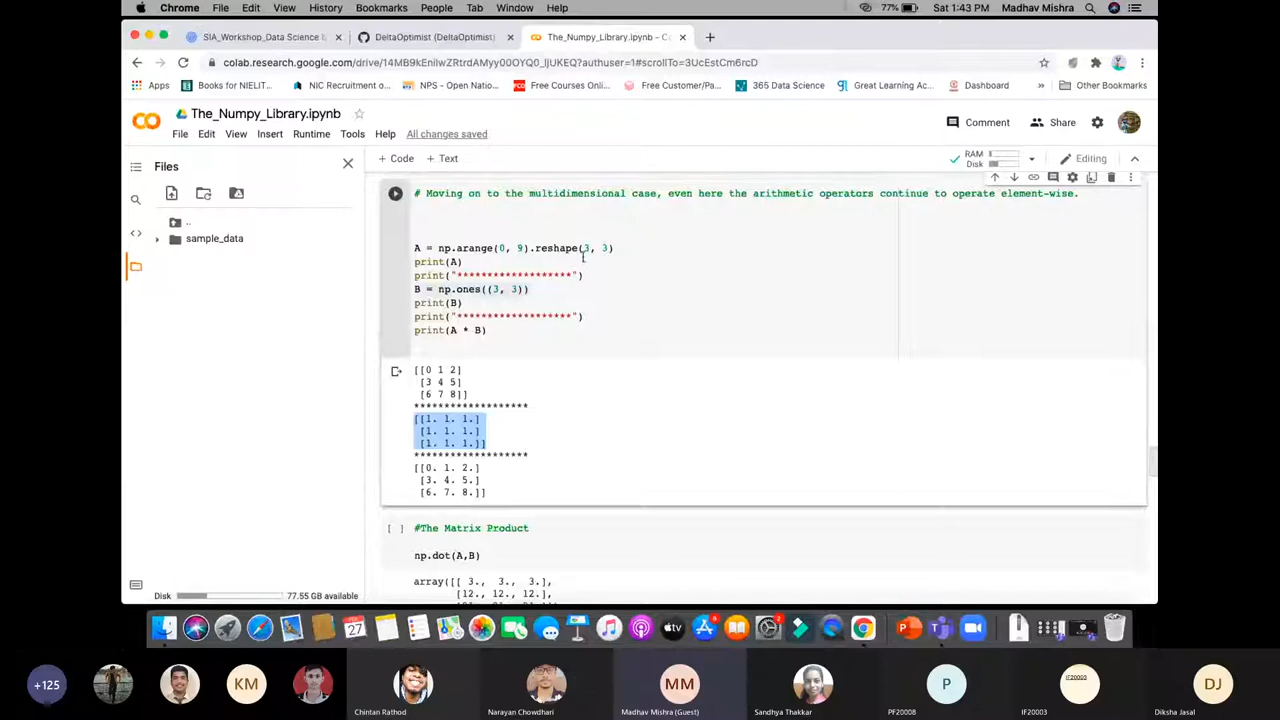 Chrome File Edit View History Bookmarks People Tab Window Help 77% Sat 1:43 PM Madhav Mishra
SIA_Workshop_Data Science b DeltaOptimist (DeltaOptimist) The_Numpy_Library.ipynb - Co
colab.research.google.com/drive/14MB9kEniIwZRtrdAMyy00OYQ0_IjUKEQ?authuser=1#scrollTo=3UcEstCm6rcD
Apps Books for NIELIT... NIC Recruitment o... NPS - Open Natio... FCO Free Courses Onli... Free Customer/Pa... 365 Data Science Great Learning Ac... Dashboard » Other Bookmarks
The_Numpy_Library.ipynb
Comment Share
File Edit View Insert Runtime Tools Help All changes saved
Files
+ Code + Text
RAM
Disk
Editing
..
sample_data
# Moving on to the multidimensional case, even here the arithmetic operators continue to operate element-wise.
A = np.arange(0, 9).reshape(3, 3)
print(A)
print("*******************")
B = np.ones((3, 3))
print(B)
print("*******************")
print(A * B)
[[0 1 2]
[3 4 5]
[6 7 8]]
*******************
[[1. 1. 1.]
[1. 1. 1.]
[1. 1. 1.]]
*******************
[[0. 1. 2.]
[3. 4. 5.]
[6. 7. 8.]]
[ ] #The Matrix Product
np.dot(A,B)
array([[ 3., 3., 3.],
[12., 12., 12.],
Disk 77.55 GB available
+125 KM MM P IF20003 DJ
Chintan Rathod Narayan Chowdhari Madhav Mishra (Guest) Sandhya Thakkar PF20008 IF20003 Diksha Jasal